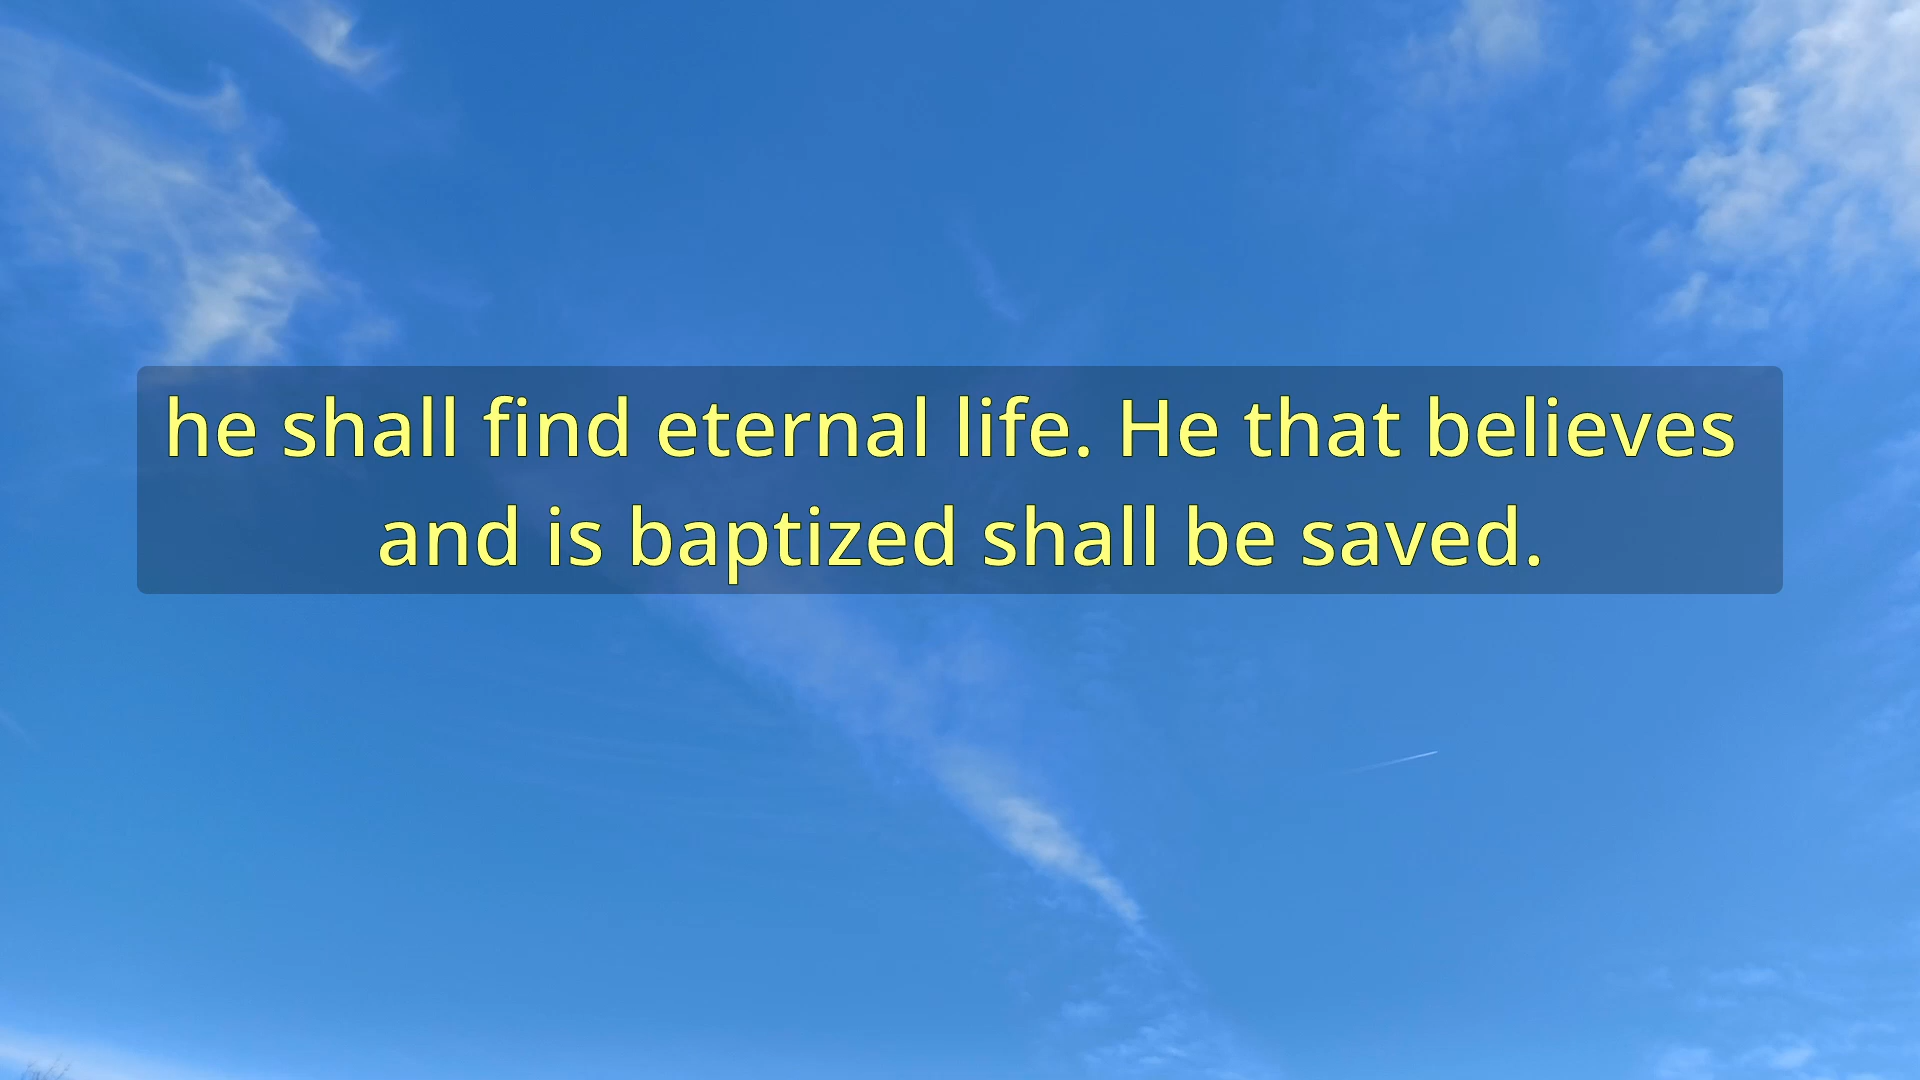 he shall find eternal life. He that believes
and is baptized shall be saved.